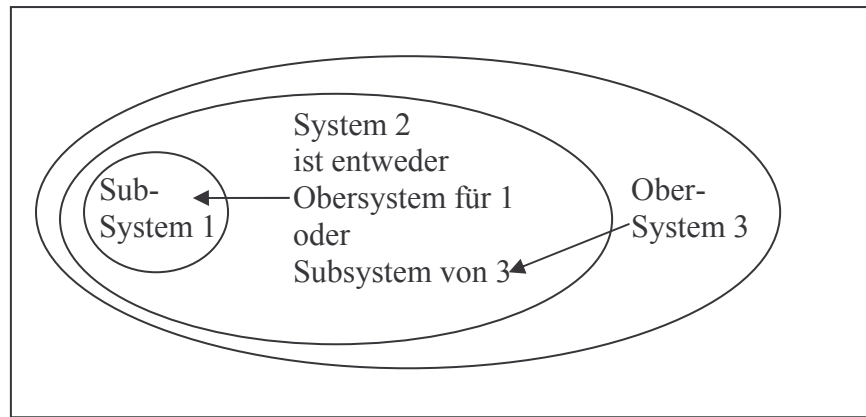 Sub-
System 1
System 2
ist entweder
Obersystem für 1
oder
Subsystem von 3
Ober-
System 3